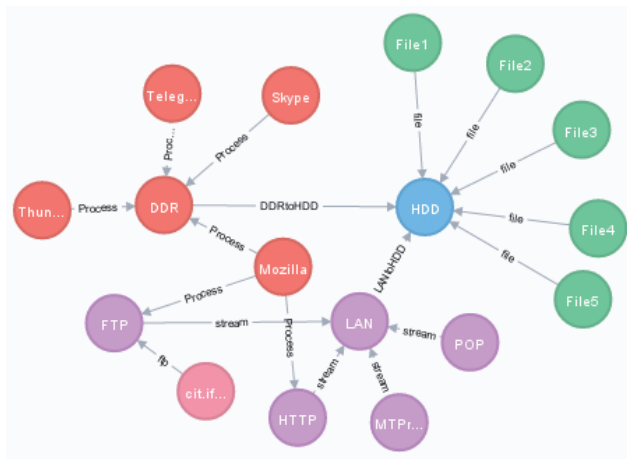 File1
File2
Teleg...
Skype
File3
file
file
file
Proc...
Process
Thun...
Process
DDR
DDRtoHDD
HDD
file
File4
Process
file
Mozilla
LANtoHDD
File5
Process
FTP
stream
Process
LAN
stream
POP
ftp
stream
stream
cit.if...
HTTP
MTPr...